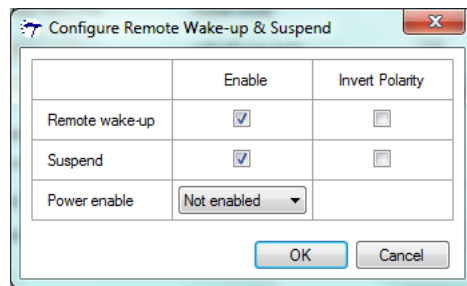 Configure Remote Wake-up & Suspend
Enable Invert Polarity
Remote wake-up
Suspend
Power enable Not enabled
OK Cancel